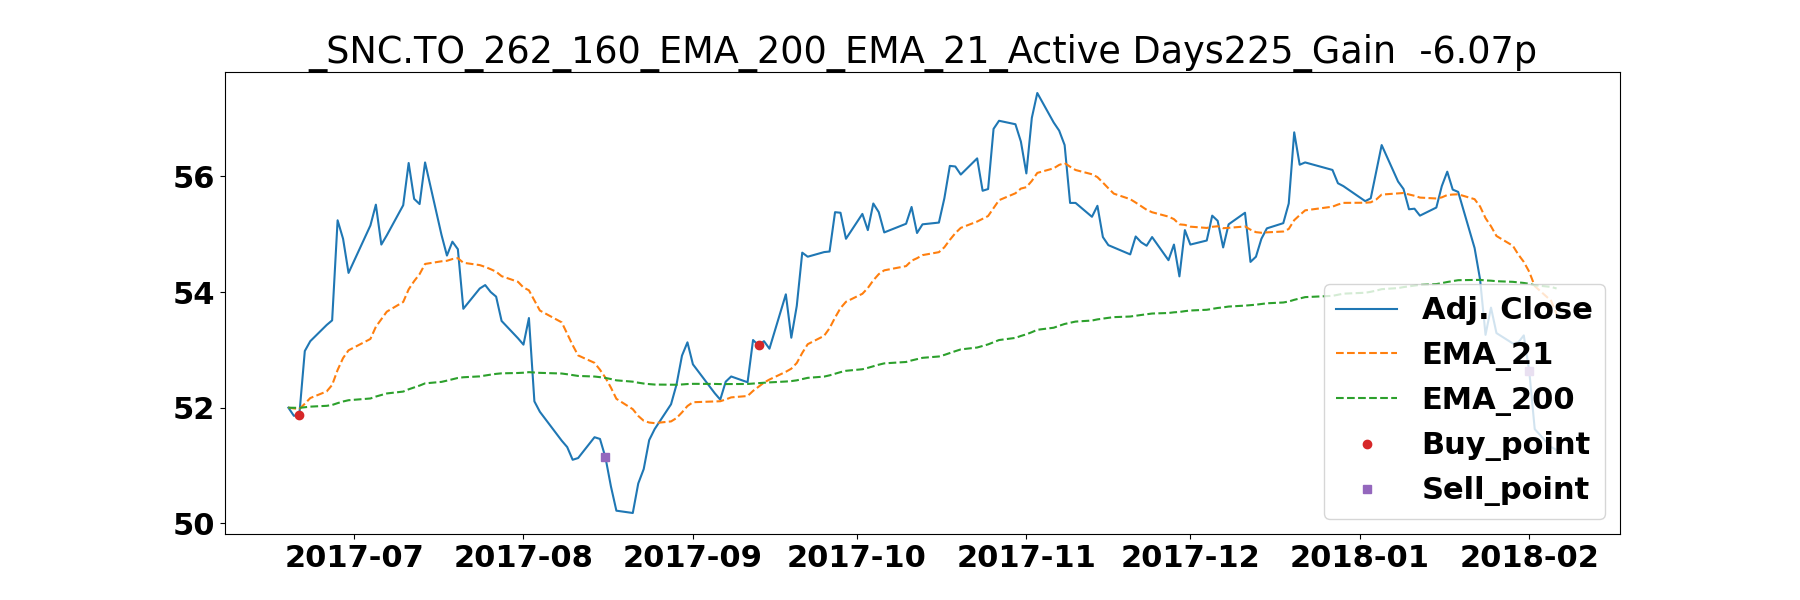 _SNC.TO_262_160_EMA_200_EMA_21_Active Days225_Gain  -6.07p
56
54
52
50
Adj. Close
EMA_21
EMA_200
Buy_point
Sell_point
2017-07 2017-08 2017-09 2017-10 2017-11 2017-12 2018-01 2018-02